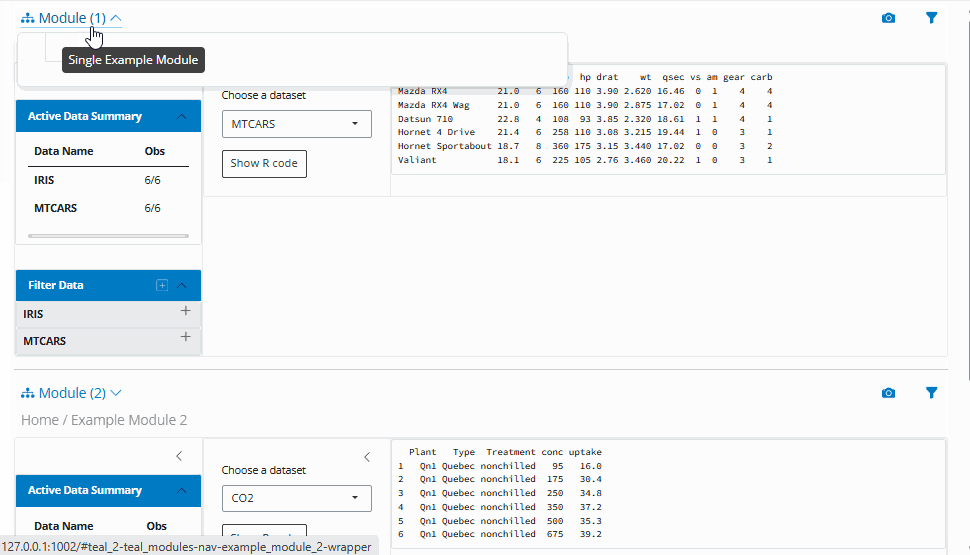 Module (1)
Single Example Module
hp drat wt qsec vs am gear carb
Choose a dataset
MTCARS
Show R code
Mazda RX4 21.0 6 160 110 3.90 2.620 16.46 0 1 4 4
Mazda RX4 Wag 21.0 6 160 110 3.90 2.875 17.02 0 1 4 4
Datsun 710 22.8 4 108 93 3.85 2.320 18.61 1 1 4 1
Hornet 4 Drive 21.4 6 258 110 3.08 3.215 19.44 1 0 3 1
Hornet Sportabout 18.7 8 360 175 3.15 3.440 17.02 0 0 3 2
Valiant 18.1 6 225 105 2.76 3.460 20.22 1 0 3 1
Active Data Summary
Data Name Obs
IRIS 6/6
MTCARS 6/6
Filter Data
IRIS
MTCARS
Module (2)
Home / Example Module 2
Active Data Summary
Data Name Obs
Choose a dataset
CO2
Plant Type Treatment conc uptake
1 Qn1 Quebec nonchilled 95 16.0
2 Qn1 Quebec nonchilled 175 30.4
3 Qn1 Quebec nonchilled 250 34.8
4 Qn1 Quebec nonchilled 350 37.2
5 Qn1 Quebec nonchilled 500 35.3
6 Qn1 Quebec nonchilled 675 39.2
127.0.0.1:1002/#teal_2-teal_modules-nav-example_module_2-wrapper